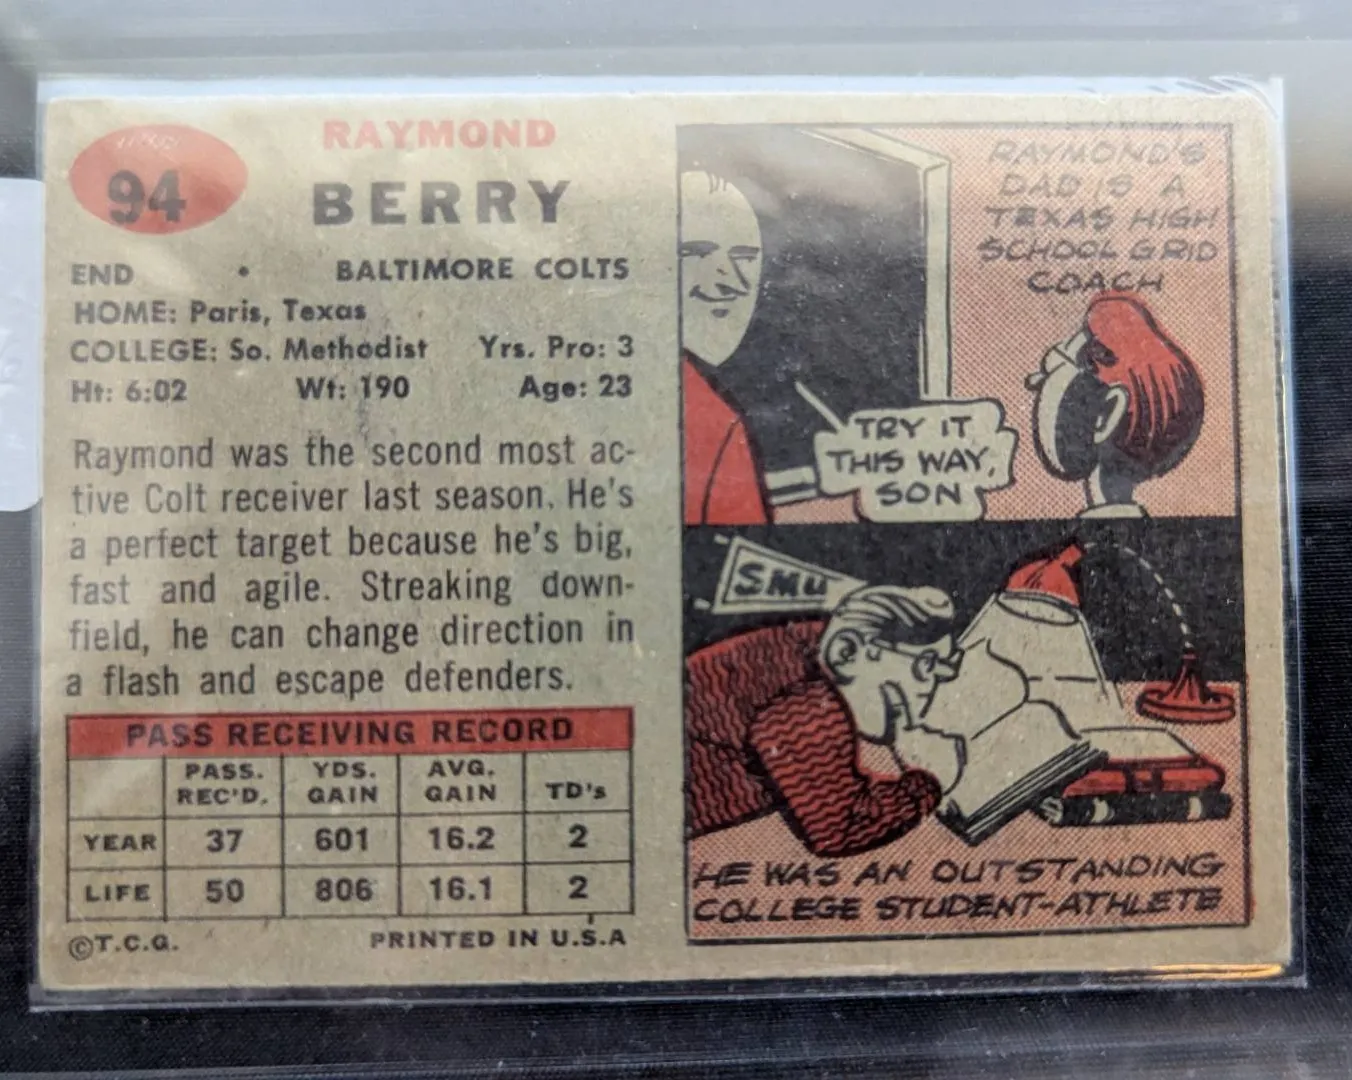 94
RAYMOND
BERRY
END • BALTIMORE COLTS
HOME: Paris, Texas
COLLEGE: So. Methodist Yrs. Pro: 3
Ht: 6:02 Wt: 190 Age: 23
Raymond was the second most ac-
tive Colt receiver last season. He's
a perfect target because he's big,
fast and agile. Streaking down-
field, he can change direction in
a flash and escape defenders.
PASS RECEIVING RECORD
PASS. REC'D. YDS. GAIN AVG. GAIN TD's
YEAR 37 601 16.2 2
LIFE 50 806 16.1 2
©T.C.G. PRINTED IN U.S.A
RAYMOND'S
DAD IS A
TEXAS HIGH
SCHOOL GRID
COACH
TRY IT
THIS WAY,
SON
SMU
HE WAS AN OUTSTANDING
COLLEGE STUDENT-ATHLETE